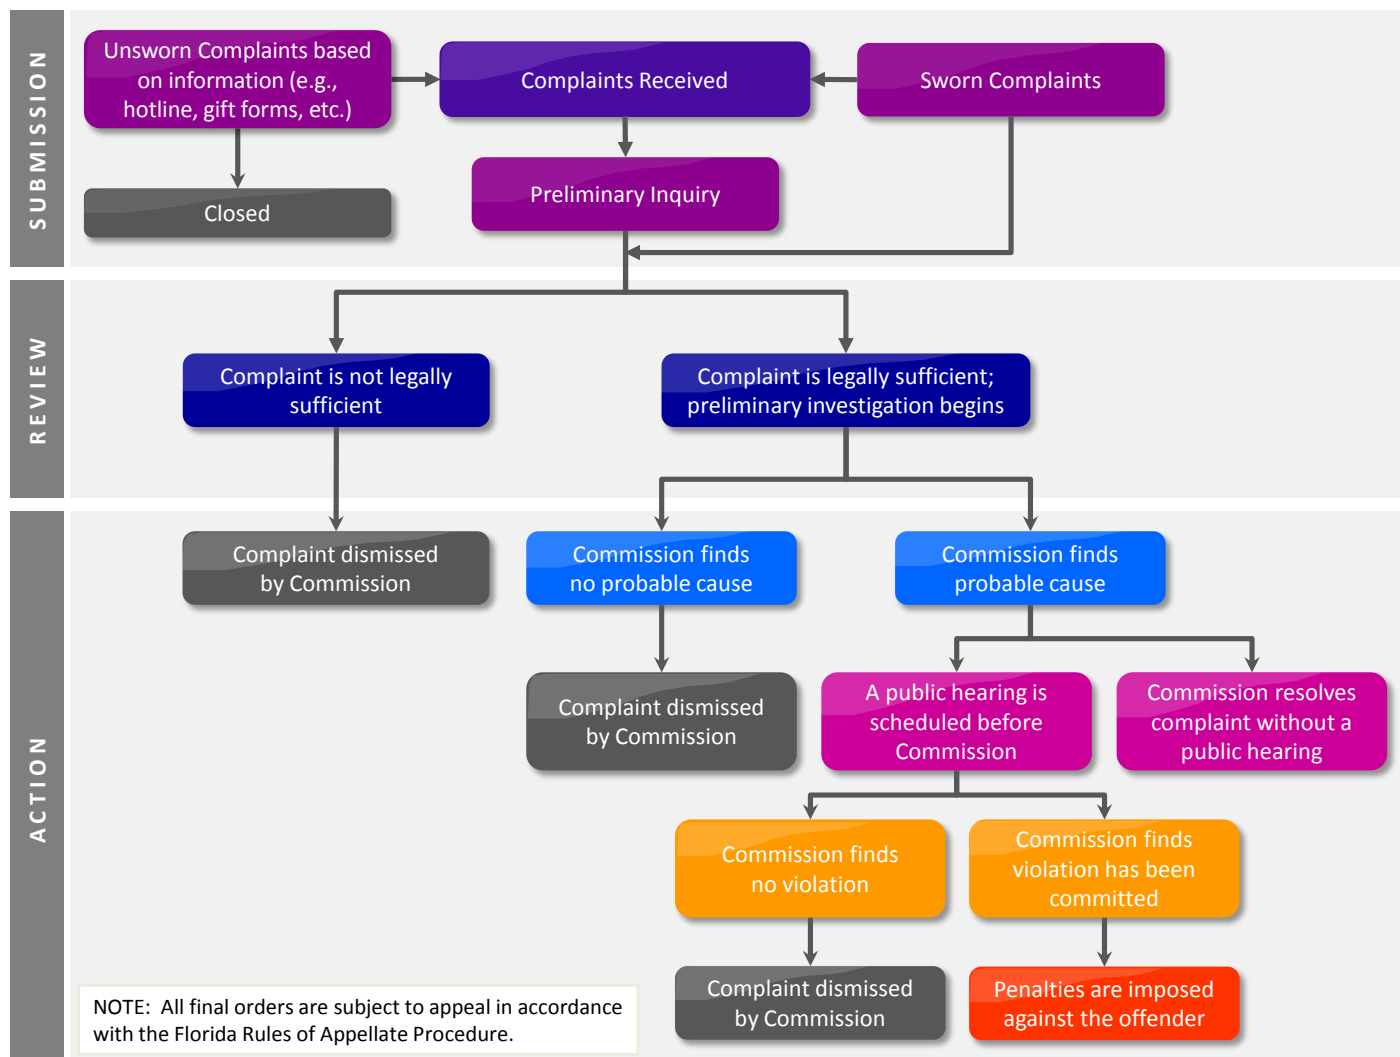 SUBMISSION
Unsworn Complaints based
on information (e.g.,
hotline, gift forms, etc.)
Complaints Received
Sworn Complaints
Preliminary Inquiry
Closed
REVIEW
Complaint is not legally
sufficient
Complaint is legally sufficient;
preliminary investigation begins
ACTION
Complaint dismissed
by Commission
Commission finds
no probable cause
Commission finds
probable cause
Complaint dismissed
by Commission
A public hearing is
scheduled before
Commission
Commission resolves
complaint without a
public hearing
Commission finds
no violation
Commission finds
violation has been
committed
Complaint dismissed
by Commission
Penalties are imposed
against the offender
NOTE:  All final orders are subject to appeal in accordance
with the Florida Rules of Appellate Procedure.